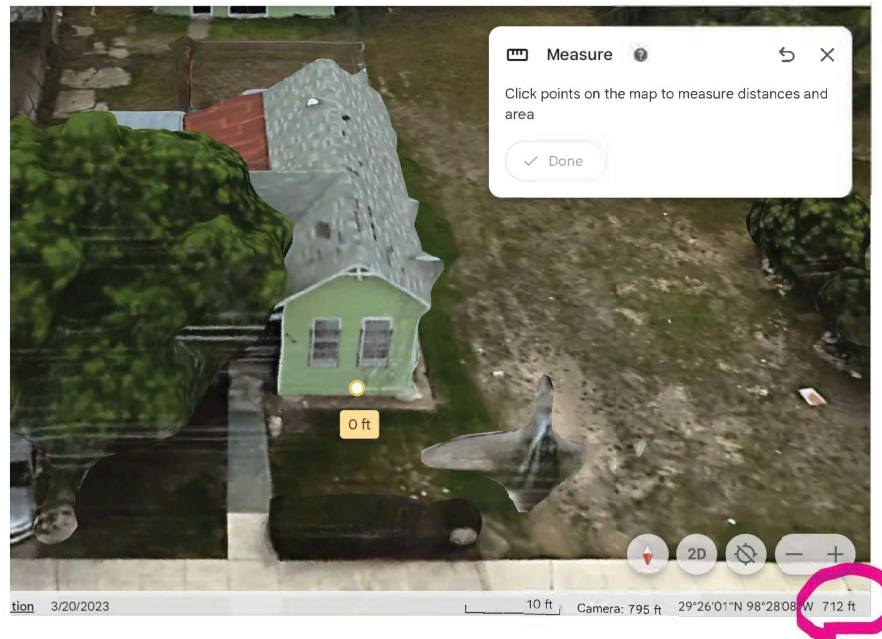 Measure
Click points on the map to measure distances and
area
Done
0 ft
2D
tion 3/20/2023 10 ft Camera: 795 ft 29°26'01"N 98°28'08"W 712 ft